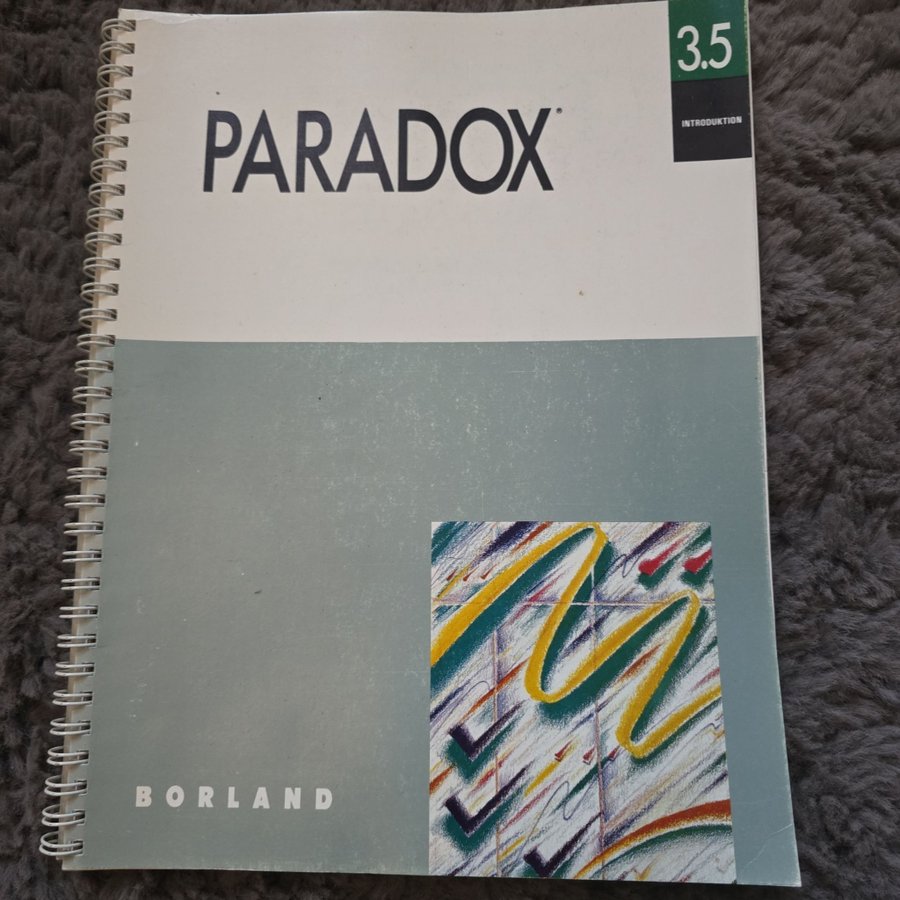 3.5
INTRODUKTION
PARADOX®
BORLAND